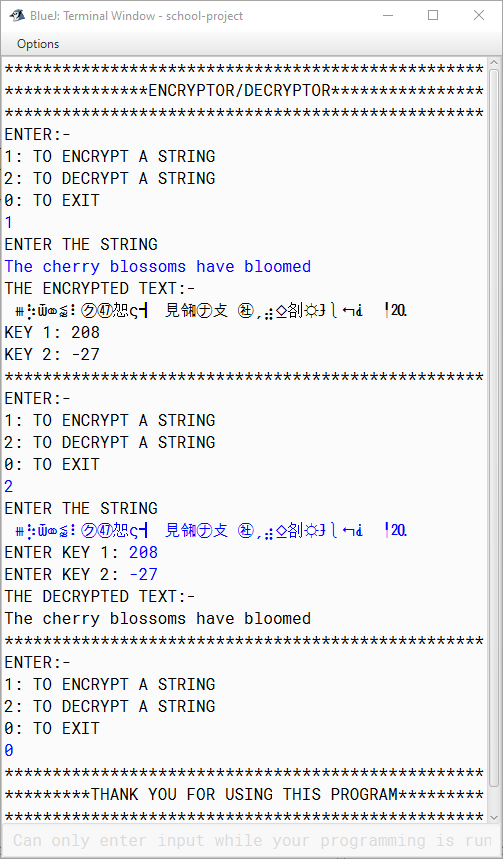 BlueJ: Terminal Window - school-project
Options
**************************************************
***************ENCRYPTOR/DECRYPTOR****************
**************************************************
ENTER:-
1: TO ENCRYPT A STRING
2: TO DECRYPT A STRING
0: TO EXIT
1
ENTER THE STRING
The cherry blossoms have bloomed
THE ENCRYPTED TEXT:-
KEY 1: 208
KEY 2: -27
**************************************************
ENTER:-
1: TO ENCRYPT A STRING
2: TO DECRYPT A STRING
0: TO EXIT
2
ENTER THE STRING
ENTER KEY 1: 208
ENTER KEY 2: -27
THE DECRYPTED TEXT:-
The cherry blossoms have bloomed
**************************************************
ENTER:-
1: TO ENCRYPT A STRING
2: TO DECRYPT A STRING
0: TO EXIT
0
**************************************************
*********THANK YOU FOR USING THIS PROGRAM*********
**************************************************
Can only enter input while your programming is run